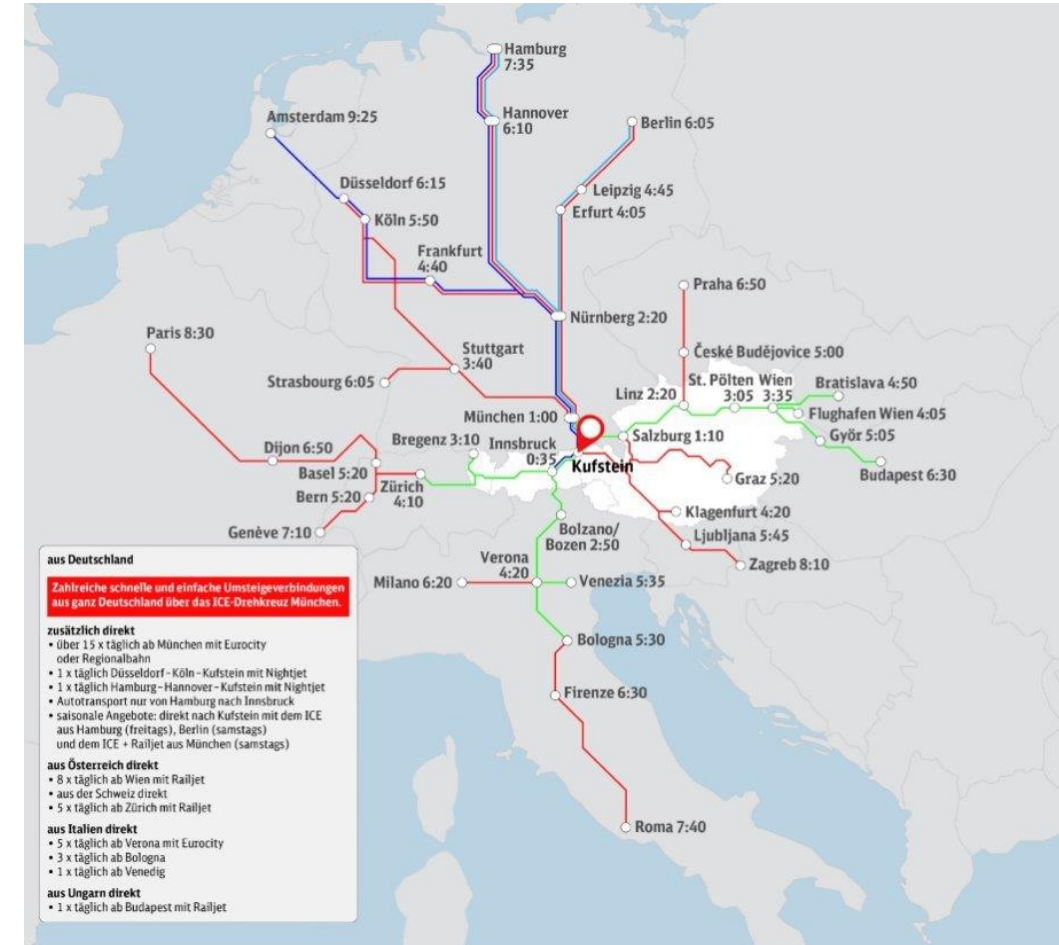 Hamburg
7:35
Amsterdam 9:25
Hannover
6:10
Berlin 6:05
Düsseldorf 6:15
Leipzig 4:45
Köln 5:50
Erfurt 4:05
Frankfurt
4:40
Praha 6:50
Nürnberg 2:20
Paris 8:30
Stuttgart
3:40
České Budějovice 5:00
Strasbourg 6:05
Linz 2:20
St. Pölten
3:05
Wien
3:35
Bratislava 4:50
Flughafen Wien 4:05
München 1:00
Bregenz 3:10
Innsbruck
0:35
Kufstein
Salzburg 1:10
Györ 5:05
Budapest 6:30
Dijon 6:50
Basel 5:20
Zürich
4:10
Bern 5:20
Graz 5:20
Klagenfurt 4:20
Genève 7:10
Bolzano/
Bozen 2:50
Ljubljana 5:45
Zagreb 8:10
Verona
4:20
Milano 6:20
Venezia 5:35
Bologna 5:30
Firenze 6:30
Roma 7:40
aus Deutschland
Zahlreiche schnelle und einfache Umsteigeverbindungen
aus ganz Deutschland über das ICE-Drehkreuz München.
zusätzlich direkt
• über 15 x täglich ab München mit Eurocity
oder Regionalbahn
• 1 x täglich Düsseldorf - Köln - Kufstein mit Nightjet
• 1 x täglich Hamburg - Hannover - Kufstein mit Nightjet
• Autotransport nur von Hamburg nach Innsbruck
• saisonale Angebote: direkt nach Kufstein mit dem ICE
aus Hamburg (freitags), Berlin (samstags)
und dem ICE + Railjet aus München (samstags)
aus Österreich direkt
• 8 x täglich ab Wien mit Railjet
• aus der Schweiz direkt
• 5 x täglich ab Zürich mit Railjet
aus Italien direkt
• 5 x täglich ab Verona mit Eurocity
• 3 x täglich ab Bologna
• 1 x täglich ab Venedig
aus Ungarn direkt
• 1 x täglich ab Budapest mit Railjet